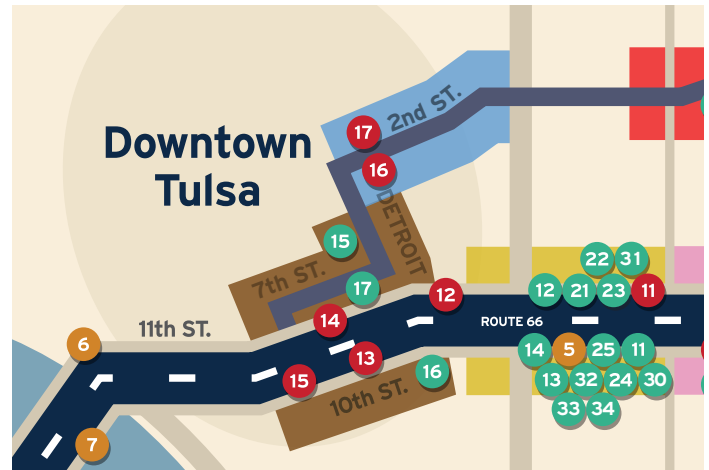 2nd ST.
17
Downtown
Tulsa
16
DETROIT
15
7th ST.
17
22 31
12 21 23 11
12
14
11th ST.
ROUTE 66
6
13
14 5 25 11
15
16
13 32 24 30
10th ST.
33 34
7